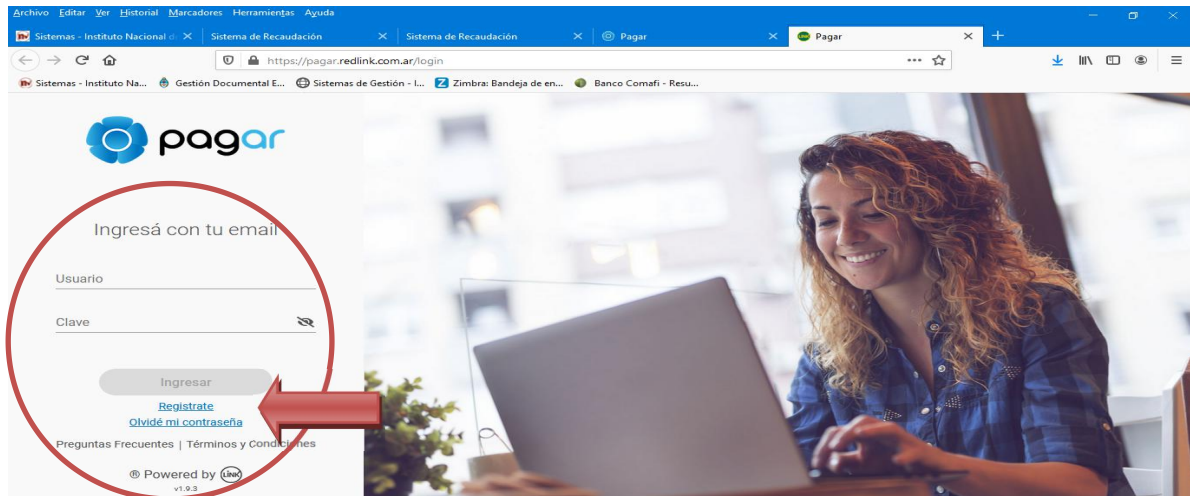 Archivo Editar Ver Historial Marcadores Herramientas Ayuda
Sistemas - Instituto Nacional d Sistema de Recaudación Sistema de Recaudación Pagar LINK Pagar
https://pagar.redlink.com.ar/login
Sistemas - Instituto Na... Gestión Documental E... Sistemas de Gestión - I... Z Zimbra: Bandeja de en... Banco Comafi - Resu...
pagar
Ingresá con tu email
Usuario
Clave
Ingresar
Registrate
Olvidé mi contraseña
Preguntas Frecuentes | Términos y Condiciones
® Powered by LINK
v1.9.3